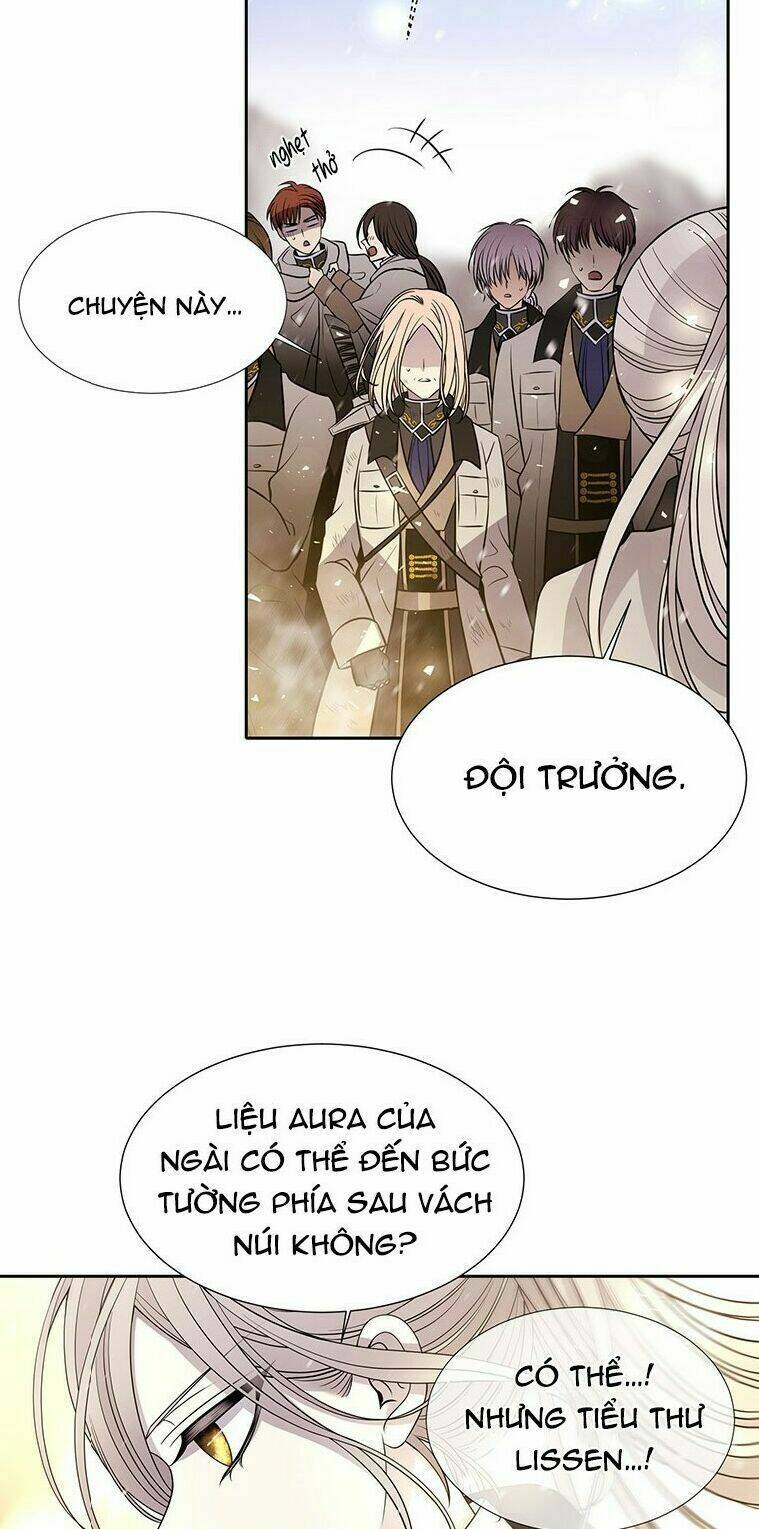 nghẹt
thở
CHUYỆN NÀY...
ĐỘI TRƯỞNG.
LIỆU AURA CỦA
NGÀI CÓ THỂ ĐẾN BỨC
TƯỜNG PHÍA SAU VÁCH
NÚI KHÔNG?
CÓ THỂ...!
NHƯNG TIỂU THƯ
LISSEN...!